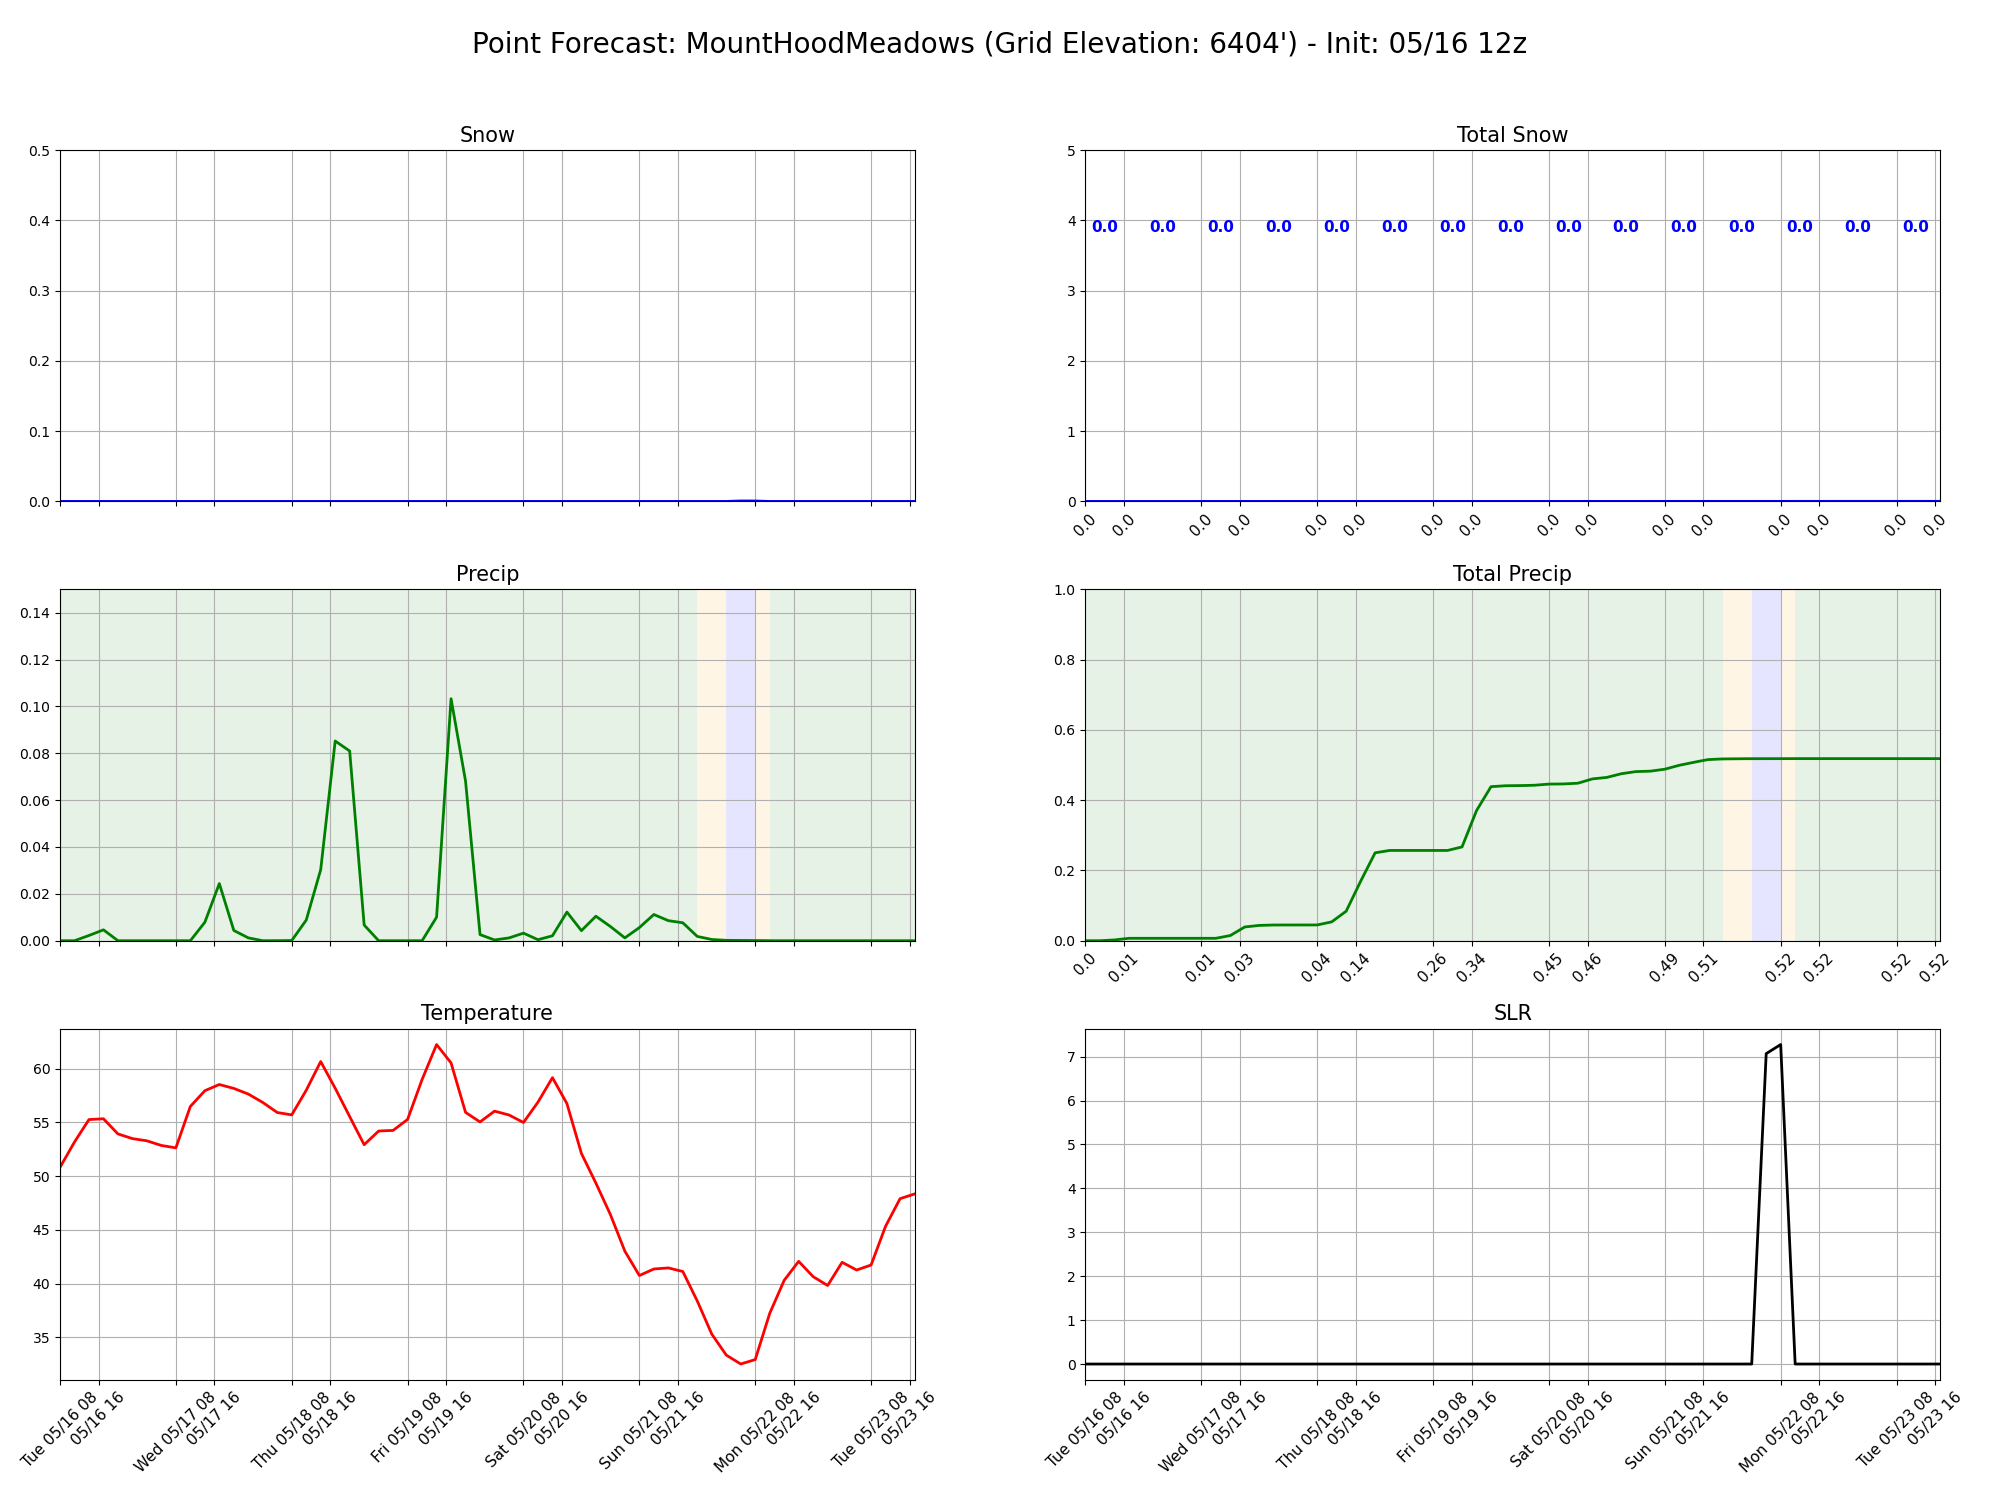 Point Forecast: MountHoodMeadows (Grid Elevation: 6404') - Init: 05/16 12z
Snow
0.5
0.4
0.3
0.2
0.1
0.0
Total Snow
5
4
3
2
1
0
0.0 0.0 0.0 0.0 0.0 0.0 0.0 0.0 0.0 0.0 0.0 0.0 0.0 0.0 0.0
0.0 0.0 0.0 0.0 0.0 0.0 0.0 0.0 0.0 0.0 0.0 0.0 0.0 0.0 0.0 0.0
Precip
0.14
0.12
0.10
0.08
0.06
0.04
0.02
0.00
Total Precip
1.0
0.8
0.6
0.4
0.2
0.0
0.0 0.01 0.01 0.03 0.04 0.14 0.26 0.34 0.45 0.46 0.49 0.51 0.52 0.52 0.52 0.52
Temperature
60
55
50
45
40
35
Tue 05/16 08
05/16 16
Wed 05/17 08
05/17 16
Thu 05/18 08
05/18 16
Fri 05/19 08
05/19 16
Sat 05/20 08
05/20 16
Sun 05/21 08
05/21 16
Mon 05/22 08
05/22 16
Tue 05/23 08
05/23 16
SLR
7
6
5
4
3
2
1
0
Tue 05/16 08
05/16 16
Wed 05/17 08
05/17 16
Thu 05/18 08
05/18 16
Fri 05/19 08
05/19 16
Sat 05/20 08
05/20 16
Sun 05/21 08
05/21 16
Mon 05/22 08
05/22 16
Tue 05/23 08
05/23 16